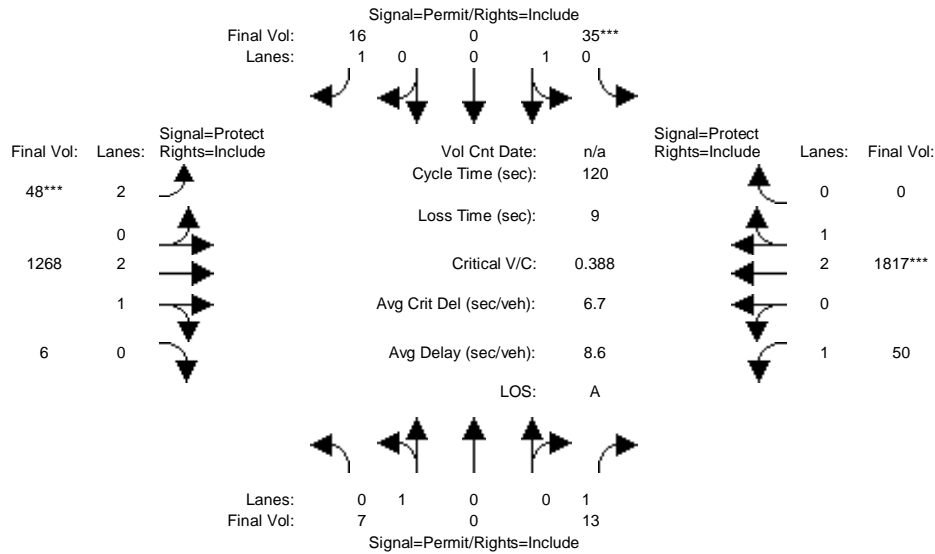 Signal=Permit/Rights=Include
Final Vol: 16 0 35***
Lanes: 1 0 0 1 0
Signal=Protect
Final Vol: Lanes: Rights=Include
Vol Cnt Date: n/a
Signal=Protect
Rights=Include Lanes: Final Vol:
Cycle Time (sec): 120
48*** 2
0 0
Loss Time (sec): 9
0
1
1268 2
Critical V/C: 0.388
2 1817***
1
Avg Crit Del (sec/veh): 6.7
0
6 0
Avg Delay (sec/veh): 8.6
1 50
LOS: A
Lanes: 0 1 0 0 1
Final Vol: 7 0 13
Signal=Permit/Rights=Include